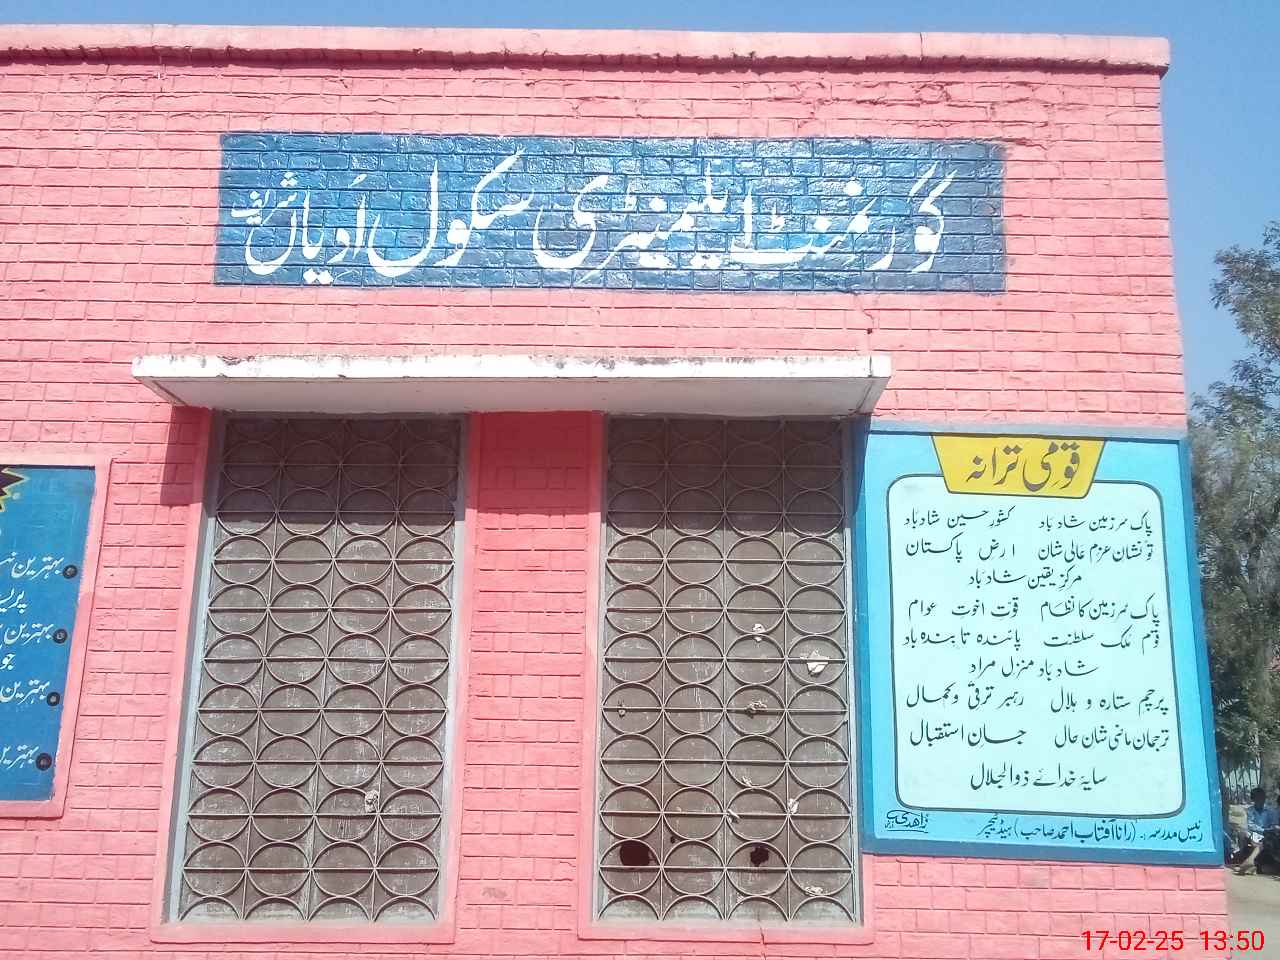 گورنمنٹ ایلیمنٹری سکول اُدیاں شریف
قومی ترانہ
پاک سرزمین شاد باد کشور حسین شاد باد
تو نشان عزم عالی شان ارض پاکستان
مرکز یقین شاد باد
پاک سرزمین کا نظام قوت اخوت عوام
قوم ملک سلطنت پائندہ تابندہ باد
شاد باد منزل مراد
پرچم ستارہ و ہلال رہبر ترقی و کمال
ترجمان ماضی شان حال جان استقبال
سایۂ خدائے ذوالجلال
رئیس مدرسہ :۔ (رانا آفتاب احمد صاحب) ہیڈ ٹیچر
زاھدی
بہترین
بہترین
بہترین
بہترین
17-02-25 13:50